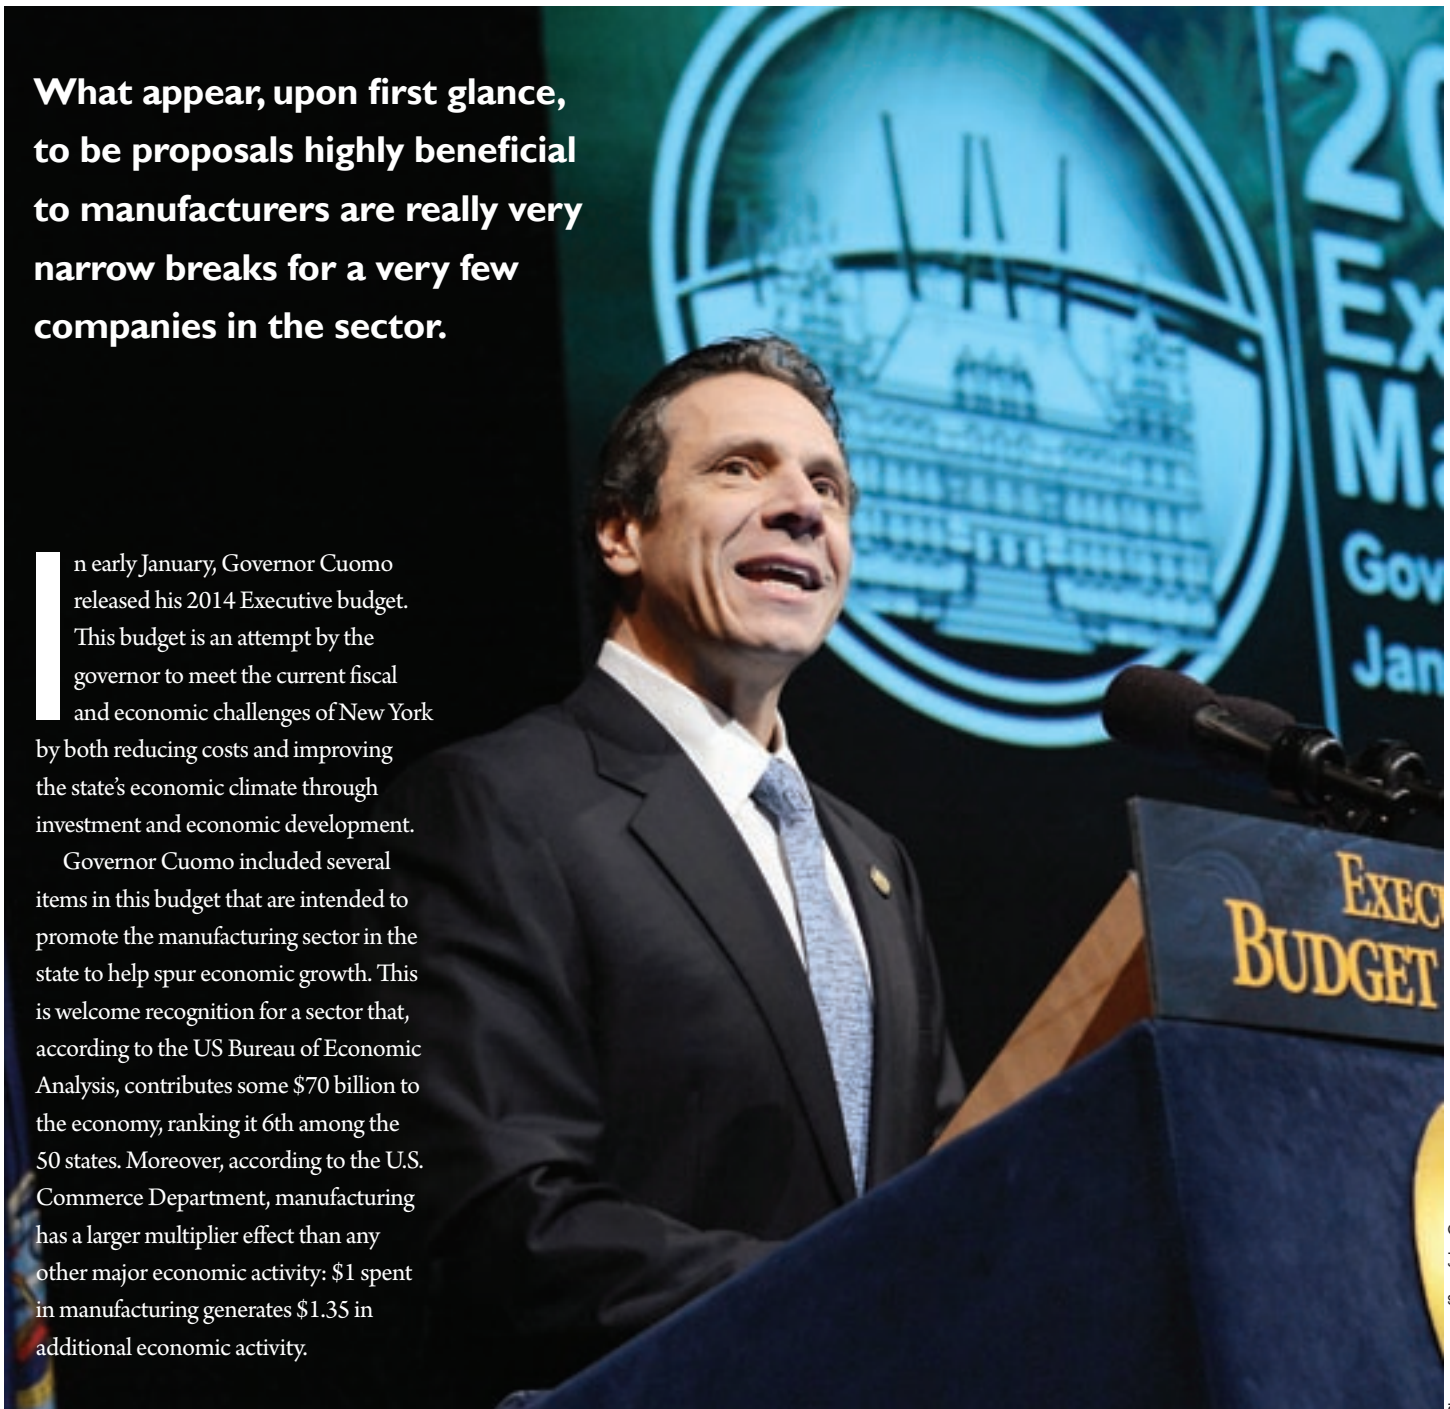 What appear, upon first glance,
to be proposals highly beneficial
to manufacturers are really very
narrow breaks for a very few
companies in the sector.
In early January, Governor Cuomo
released his 2014 Executive budget.
This budget is an attempt by the
governor to meet the current fiscal
and economic challenges of New York
by both reducing costs and improving
the state’s economic climate through
investment and economic development.
Governor Cuomo included several
items in this budget that are intended to
promote the manufacturing sector in the
state to help spur economic growth. This
is welcome recognition for a sector that,
according to the US Bureau of Economic
Analysis, contributes some $70 billion to
the economy, ranking it 6th among the
50 states. Moreover, according to the U.S.
Commerce Department, manufacturing
has a larger multiplier effect than any
other major economic activity: $1 spent
in manufacturing generates $1.35 in
additional economic activity.
20
Ex
Ma
Gov
Jan
EXECU
BUDGET